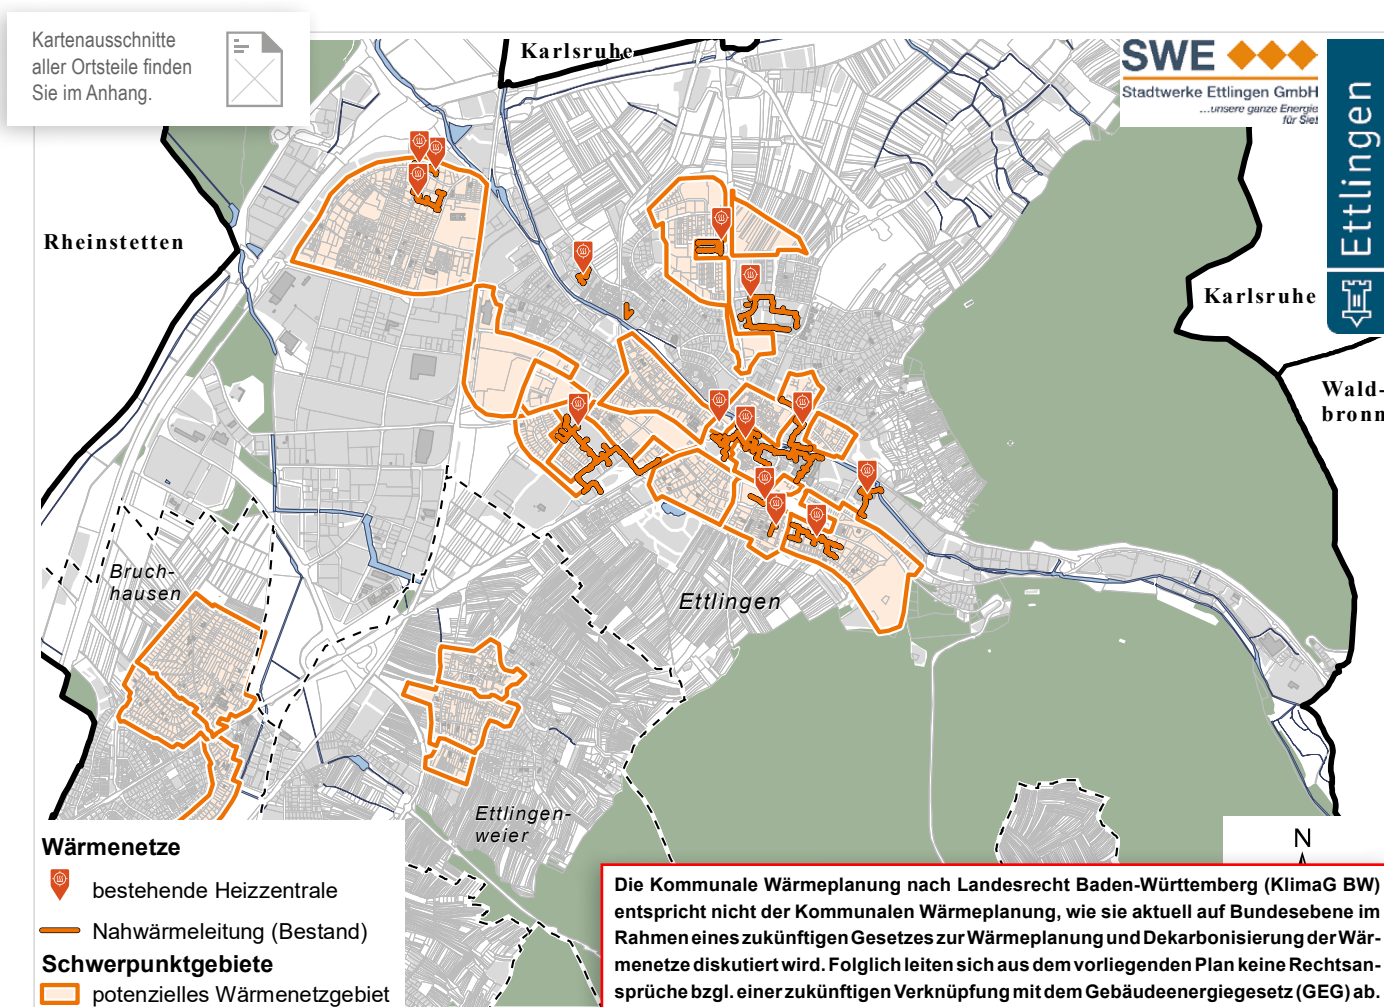 Kartenausschnitte
aller Ortsteile finden
Sie im Anhang.
Karlsruhe
SWE
Stadtwerke Ettlingen GmbH
...unsere ganze Energie
für Sie!
Ettlingen
Rheinstetten
Karlsruhe
Wald-
bronn
Bruch-
hausen
Ettlingen
Ettlingen-
weier
N
Wärmenetze
bestehende Heizzentrale
Nahwärmeleitung (Bestand)
Schwerpunktgebiete
potenzielles Wärmenetzgebiet
Die Kommunale Wärmeplanung nach Landesrecht Baden-Württemberg (KlimaG BW)
entspricht nicht der Kommunalen Wärmeplanung, wie sie aktuell auf Bundesebene im
Rahmen eines zukünftigen Gesetzes zur Wärmeplanung und Dekarbonisierung der Wär-
menetze diskutiert wird. Folglich leiten sich aus dem vorliegenden Plan keine Rechtsan-
sprüche bzgl. einer zukünftigen Verknüpfung mit dem Gebäudeenergiegesetz (GEG) ab.